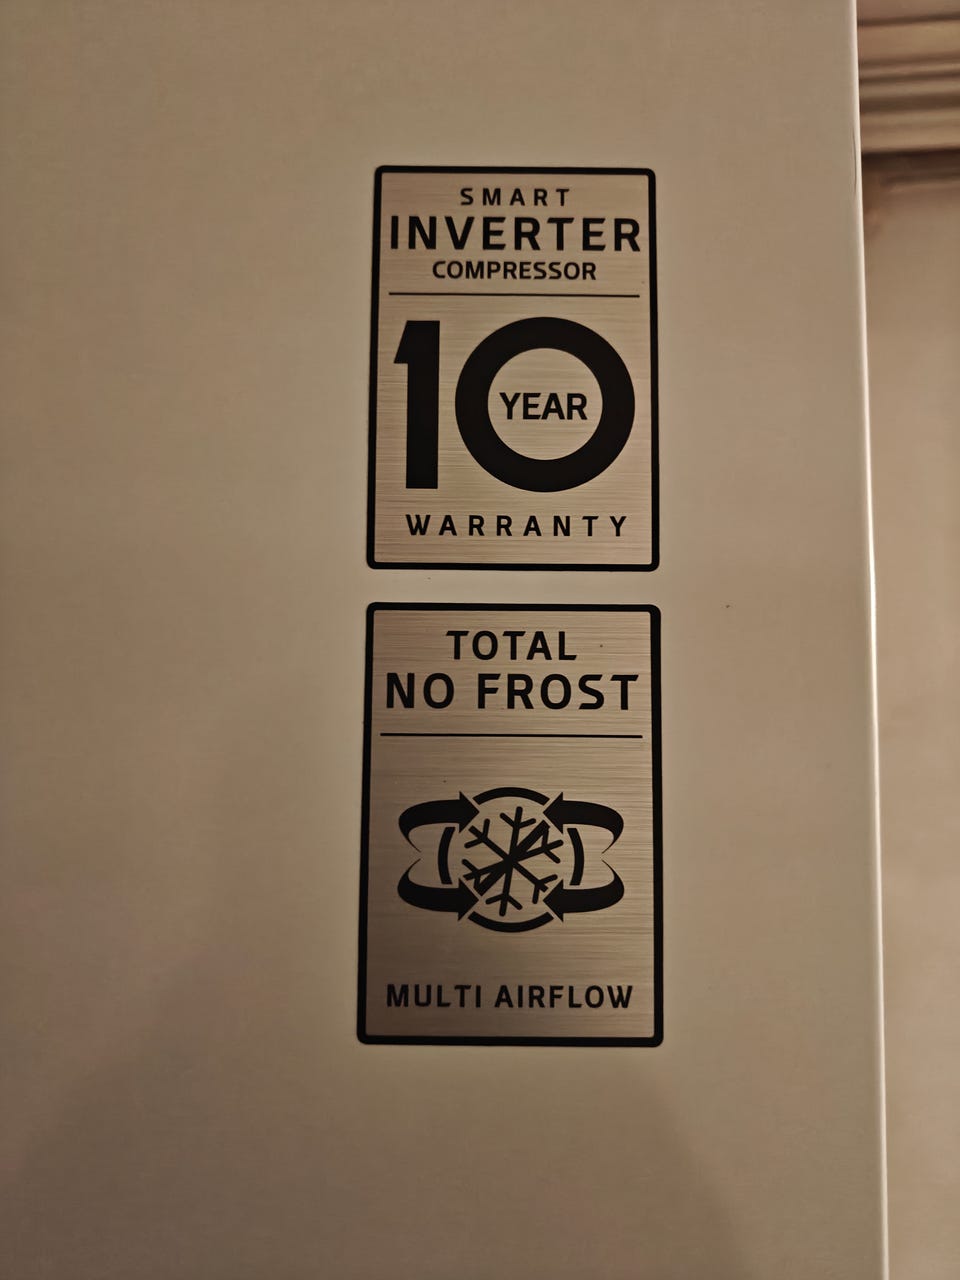 SMART
INVERTER
COMPRESSOR
10
YEAR
WARRANTY
TOTAL
NO FROST
MULTI AIRFLOW